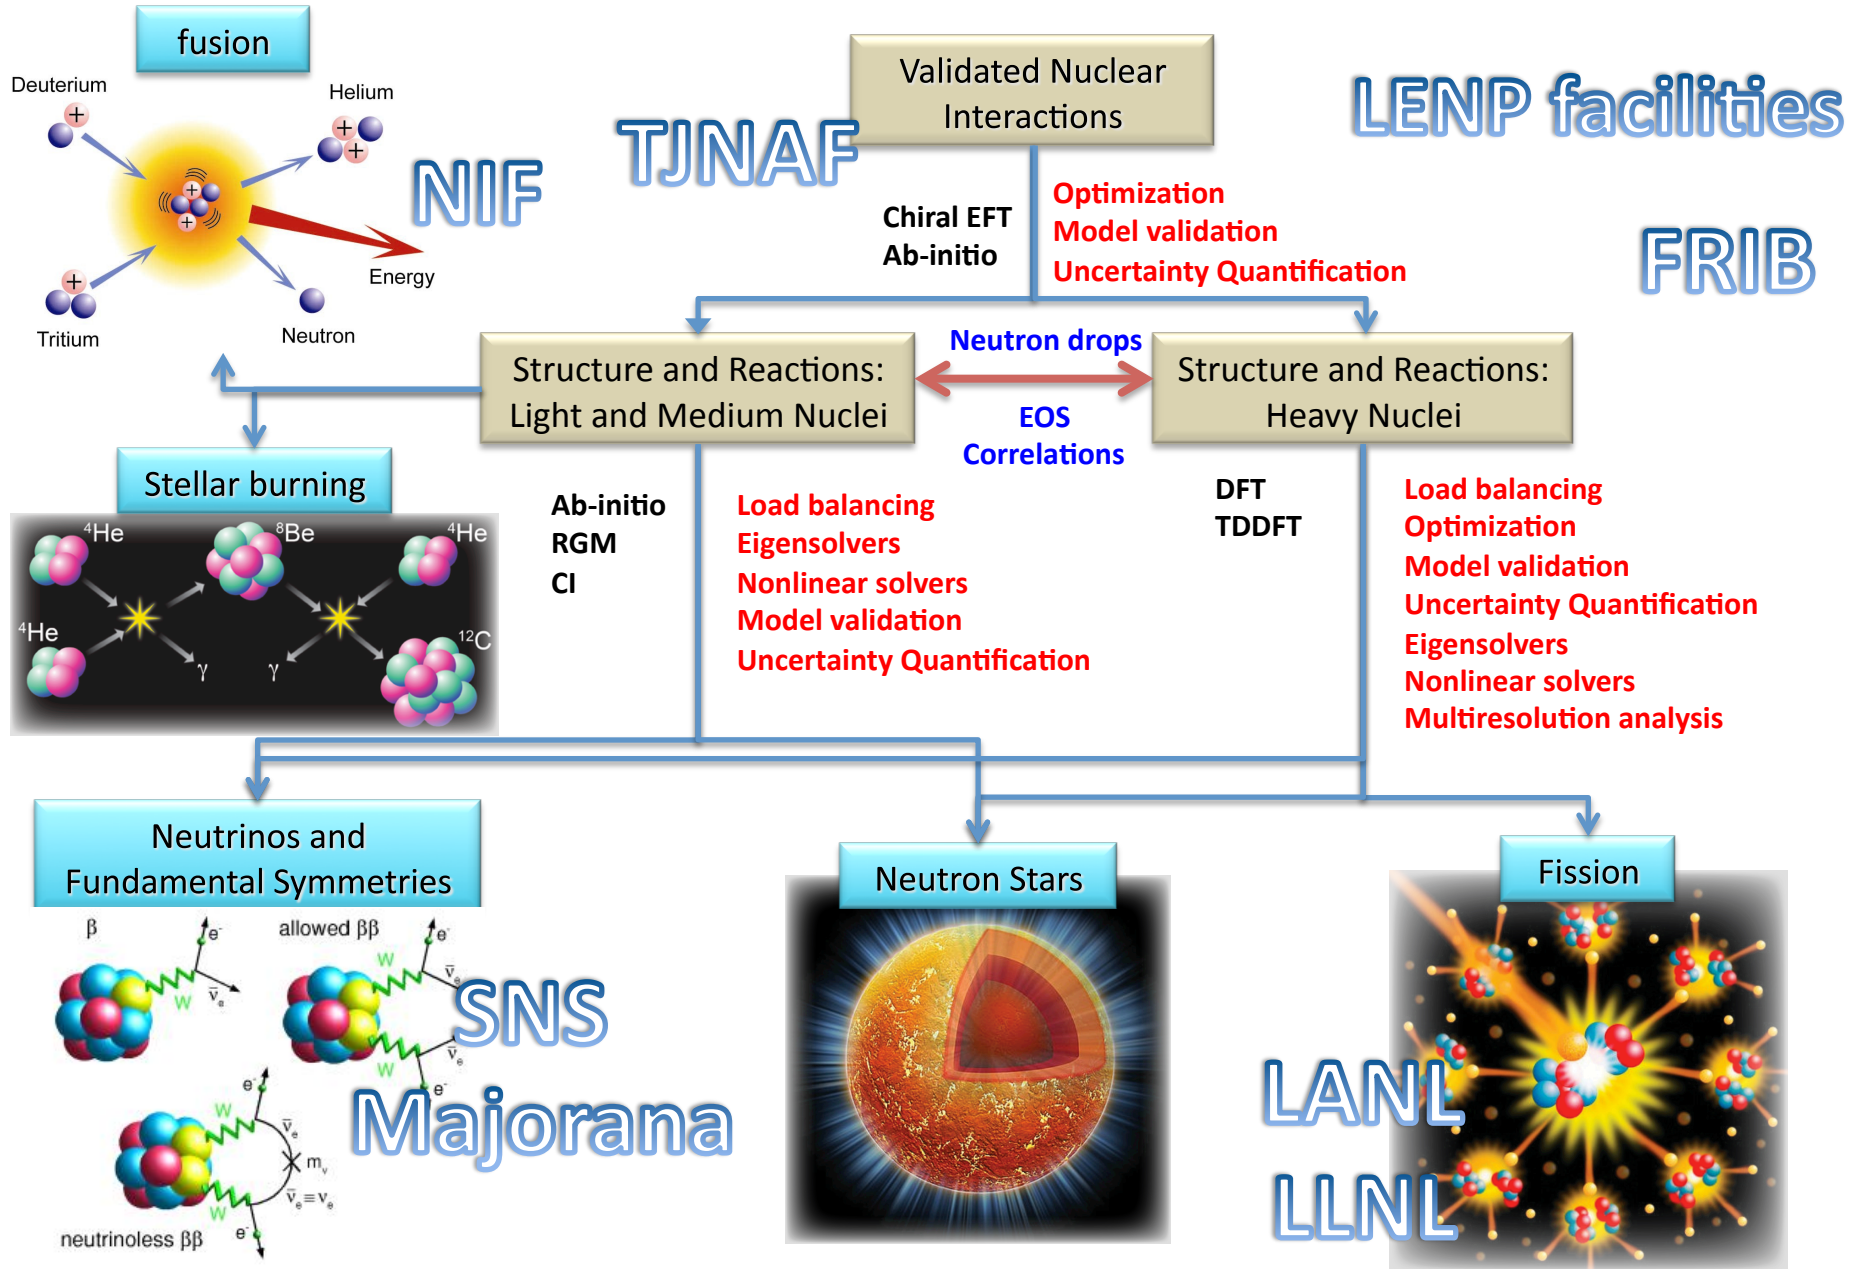 fusion
Deuterium
Helium
+
+
+
+
+
+
Energy
Tritium
Neutron
NIF
TJNAF
Validated Nuclear
Interactions
LENP facilities
FRIB
Chiral EFT
Ab-initio
Optimization
Model validation
Uncertainty Quantification
Structure and Reactions:
Light and Medium Nuclei
Neutron drops
EOS
Correlations
Structure and Reactions:
Heavy Nuclei
Stellar burning
⁴He
⁸Be
⁴He
⁴He
γ
γ
¹²C
Ab-initio
RGM
CI
Load balancing
Eigensolvers
Nonlinear solvers
Model validation
Uncertainty Quantification
DFT
TDDFT
Load balancing
Optimization
Model validation
Uncertainty Quantification
Eigensolvers
Nonlinear solvers
Multiresolution analysis
Neutrinos and
Fundamental Symmetries
β
e⁻
W
ν̅ₑ
allowed ββ
e⁻
W
ν̅ₑ
W
ν̅ₑ
e⁻
SNS
Majorana
e⁻
W
ν̅ₑ
mᵥ
ν̅ₑ≡νₑ
W
e⁻
neutrinoless ββ
Neutron Stars
Fission
LANL
LLNL